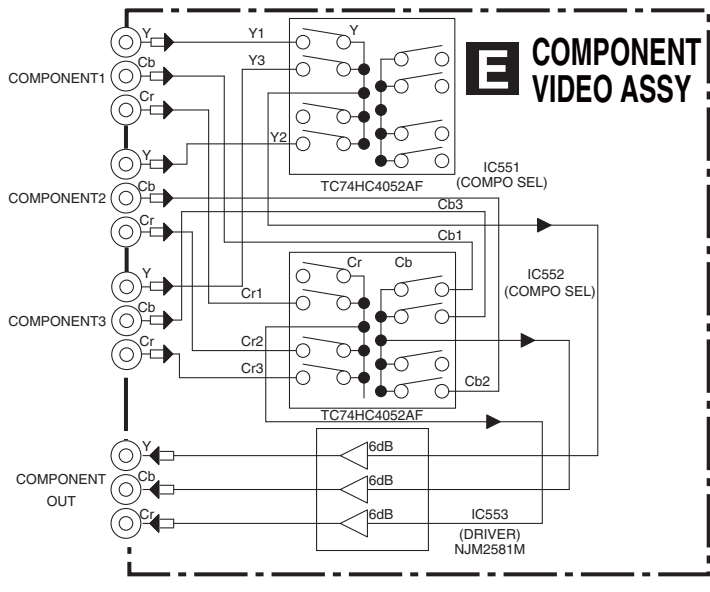 E COMPONENT
VIDEO ASSY
COMPONENT1
Y
Cb
Cr
Y1
Y3
Y2
Y
TC74HC4052AF
IC551
(COMPO SEL)
COMPONENT2
Y
Cb
Cr
Cb3
Cb1
IC552
(COMPO SEL)
COMPONENT3
Y
Cb
Cr
Cr1
Cr2
Cr3
Cr
Cb
Cb2
TC74HC4052AF
COMPONENT
OUT
Y
Cb
Cr
6dB
6dB
6dB
IC553
(DRIVER)
NJM2581M